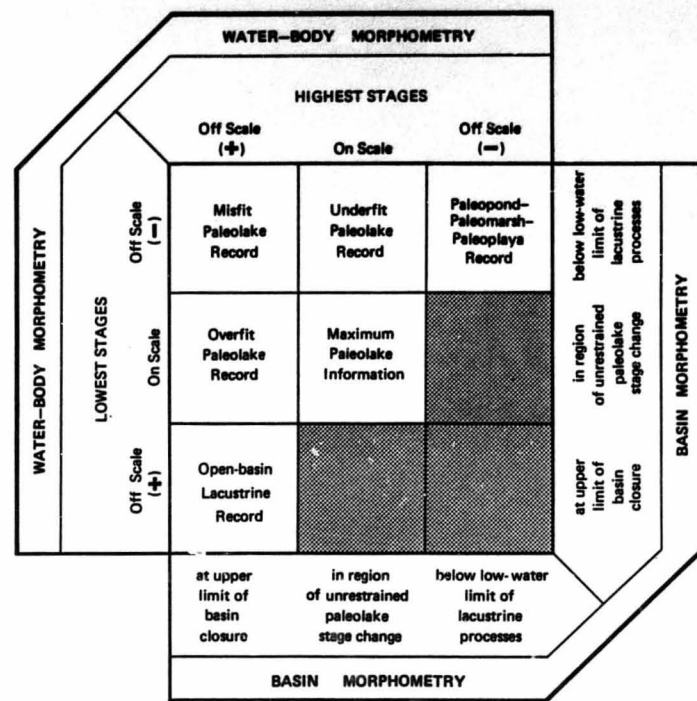 WATER-BODY MORPHOMETRY
HIGHEST STAGES
Off Scale
(+)
On Scale
Off Scale
(−)
WATER-BODY MORPHOMETRY
LOWEST STAGES
Off Scale
(−)
Misfit
Paleolake
Record
Underfit
Paleolake
Record
Paleopond–
Paleomarsh–
Paleoplaya
Record
below low-water
limit of
lacustrine
processes
On Scale
Overfit
Paleolake
Record
Maximum
Paleolake
Information
in region
of unrestrained
paleolake
stage change
Off Scale
(+)
Open-basin
Lacustrine
Record
at upper
limit of
basin
closure
BASIN MORPHOMETRY
at upper
limit of
basin
closure
in region
of unrestrained
paleolake
stage change
below low-water
limit of
lacustrine
processes
BASIN MORPHOMETRY